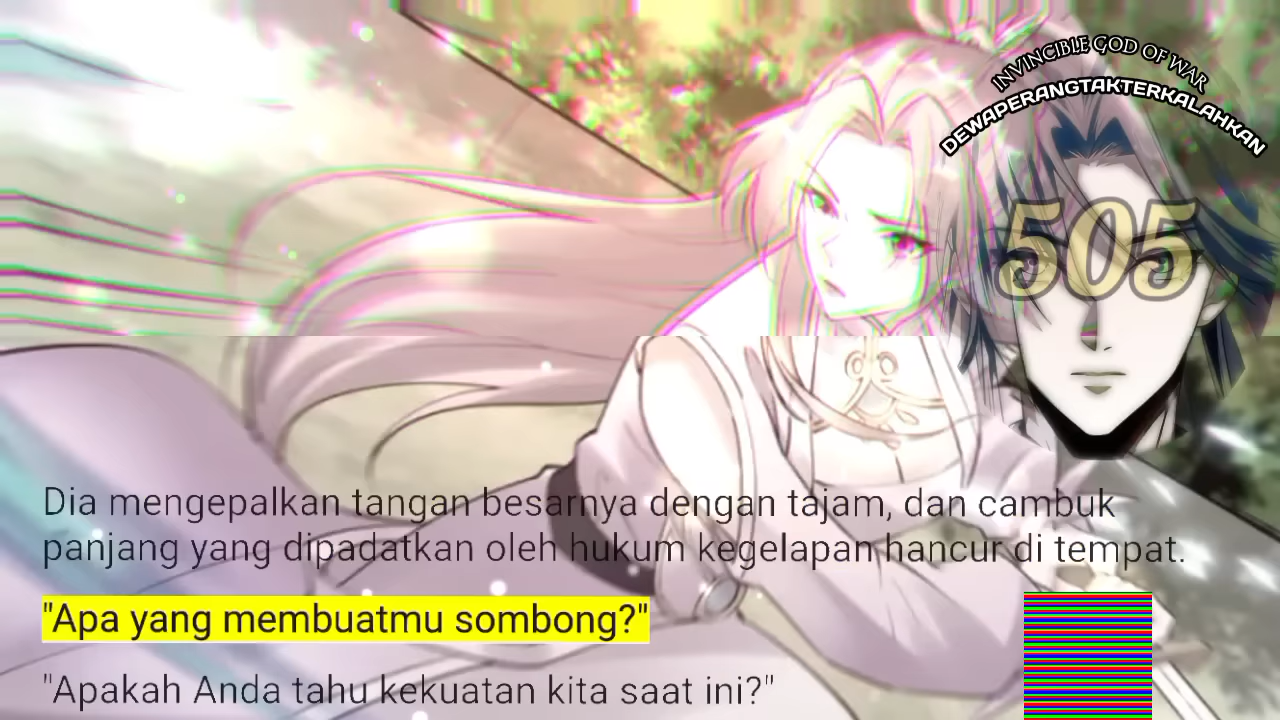 INVINCIBLE GOD OF WAR
DEWAPERANGTAKTERKALAHKAN
505
Dia mengepalkan tangan besarnya dengan tajam, dan cambuk
panjang yang dipadatkan oleh hukum kegelapan hancur di tempat.
"Apa yang membuatmu sombong?"
"Apakah Anda tahu kekuatan kita saat ini?"